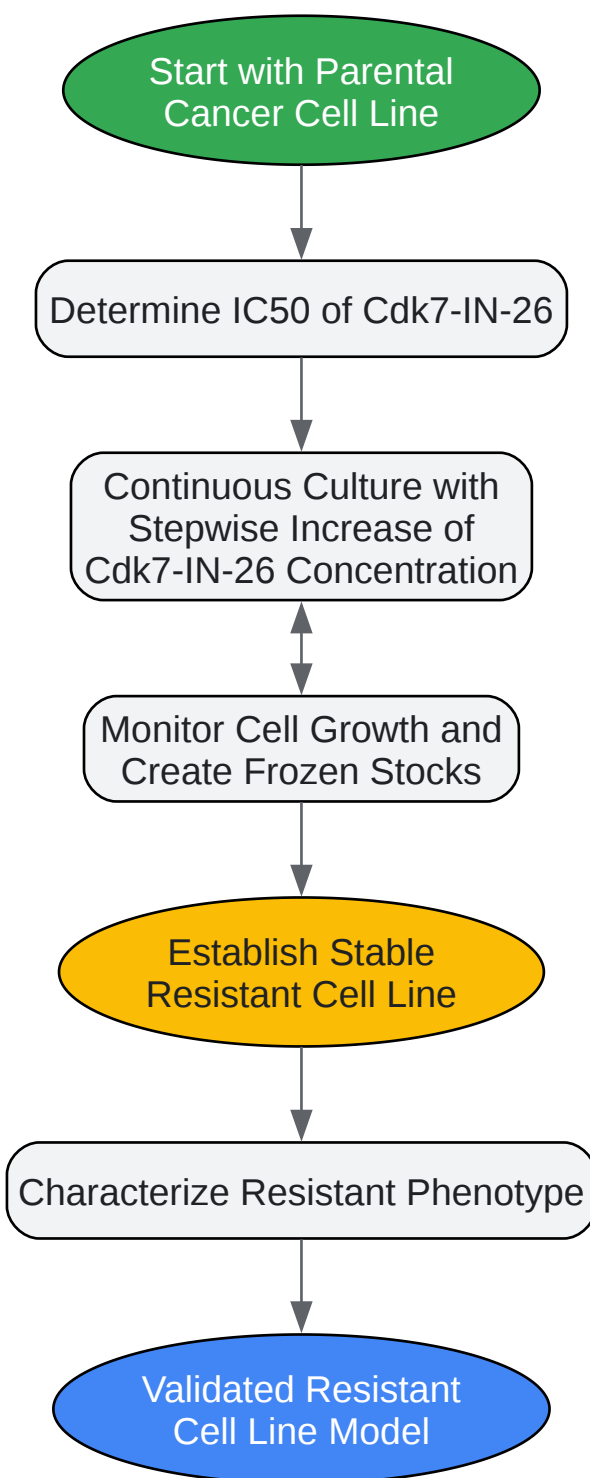 Start with Parental
Cancer Cell Line
Determine IC50 of Cdk7-IN-26
Continuous Culture with
Stepwise Increase of
Cdk7-IN-26 Concentration
Monitor Cell Growth and
Create Frozen Stocks
Establish Stable
Resistant Cell Line
Characterize Resistant Phenotype
Validated Resistant
Cell Line Model